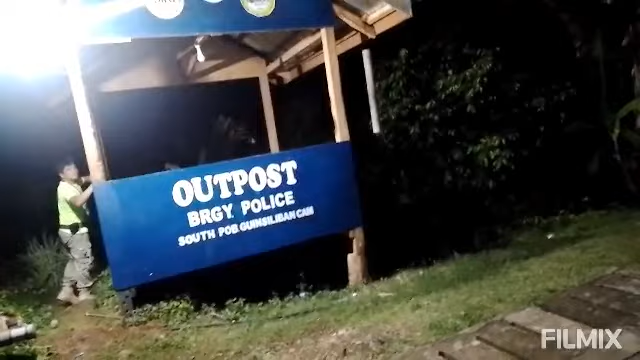 OUTPOST
BRGY. POLICE
SOUTH POB. GUINSILIBAN CAM
FILMIX